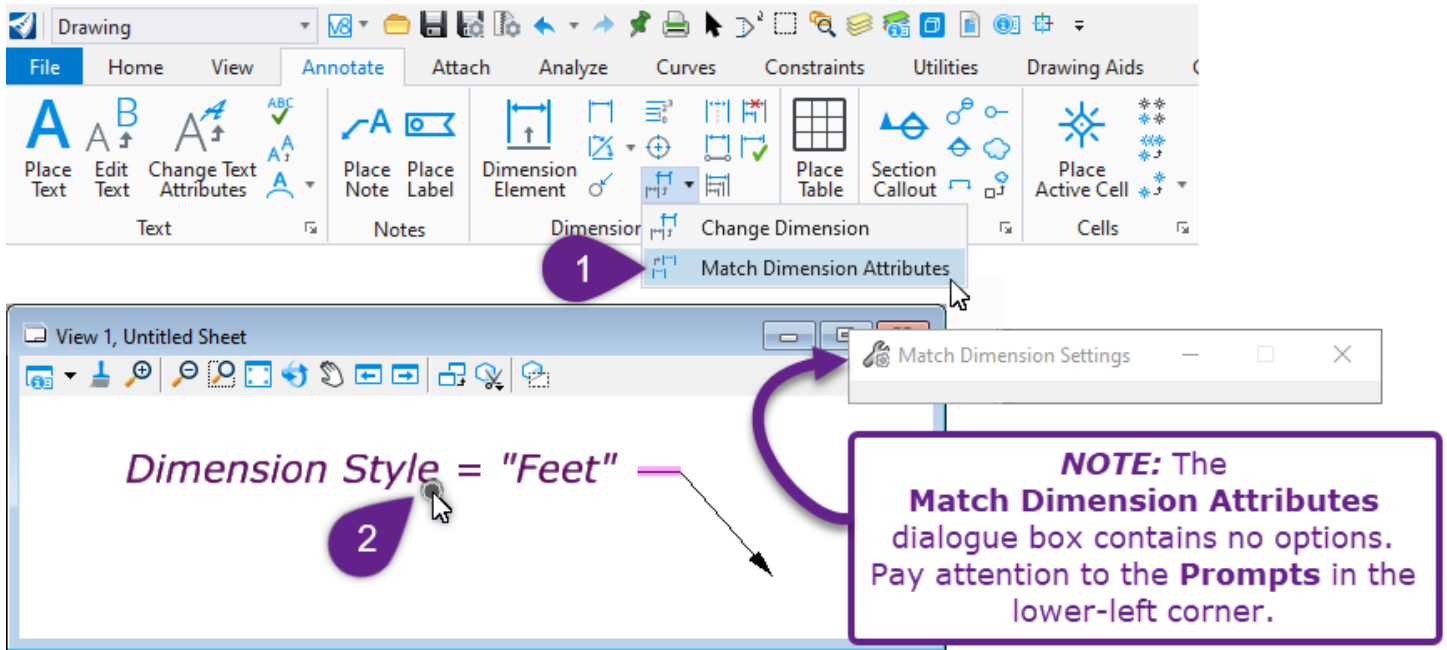 Drawing
V8
File Home View Annotate Attach Analyze Curves Constraints Utilities Drawing Aids
Place Text
Edit Text
Change Text Attributes
ABC
Place Note
Place Label
Dimension Element
Place Table
Section Callout
Place Active Cell
Text
Notes
Dimension
Cells
Change Dimension
1
Match Dimension Attributes
View 1, Untitled Sheet
Match Dimension Settings
Dimension Style = "Feet"
2
NOTE: The
Match Dimension Attributes
dialogue box contains no options.
Pay attention to the Prompts in the
lower-left corner.